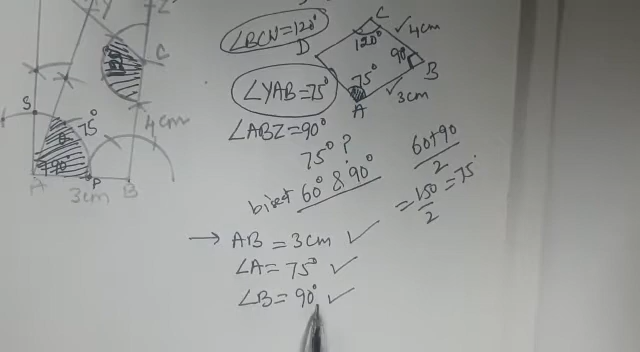 Y
Z
∠BCN = 120°
C
4cm
120°
D
90
B
C
120°
∠YAB = 75°
75°
A
3cm
S
75°
θ
4cm
90°
∠ABZ = 90°
75° ?
60+90
2
bisect 60° & 90°
= 150 = 75°
2
A
P
B
3cm
→ AB = 3cm ✓
∠A = 75° ✓
∠B = 90° ✓